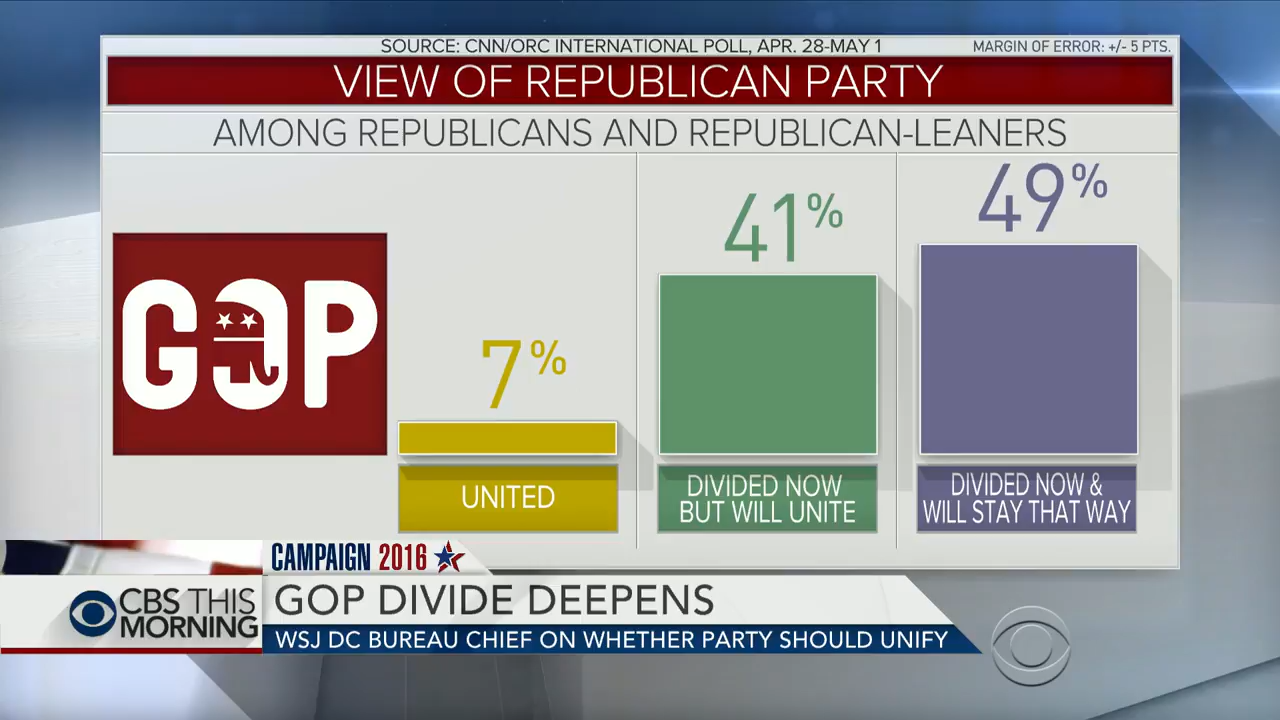 SOURCE: CNN/ORC INTERNATIONAL POLL, APR. 28-MAY 1
MARGIN OF ERROR: +/- 5 PTS.
VIEW OF REPUBLICAN PARTY
AMONG REPUBLICANS AND REPUBLICAN-LEANERS
GOP
7%
UNITED
41%
DIVIDED NOW
BUT WILL UNITE
49%
DIVIDED NOW &
WILL STAY THAT WAY
CAMPAIGN 2016
CBS THIS
MORNING
GOP DIVIDE DEEPENS
WSJ DC BUREAU CHIEF ON WHETHER PARTY SHOULD UNIFY